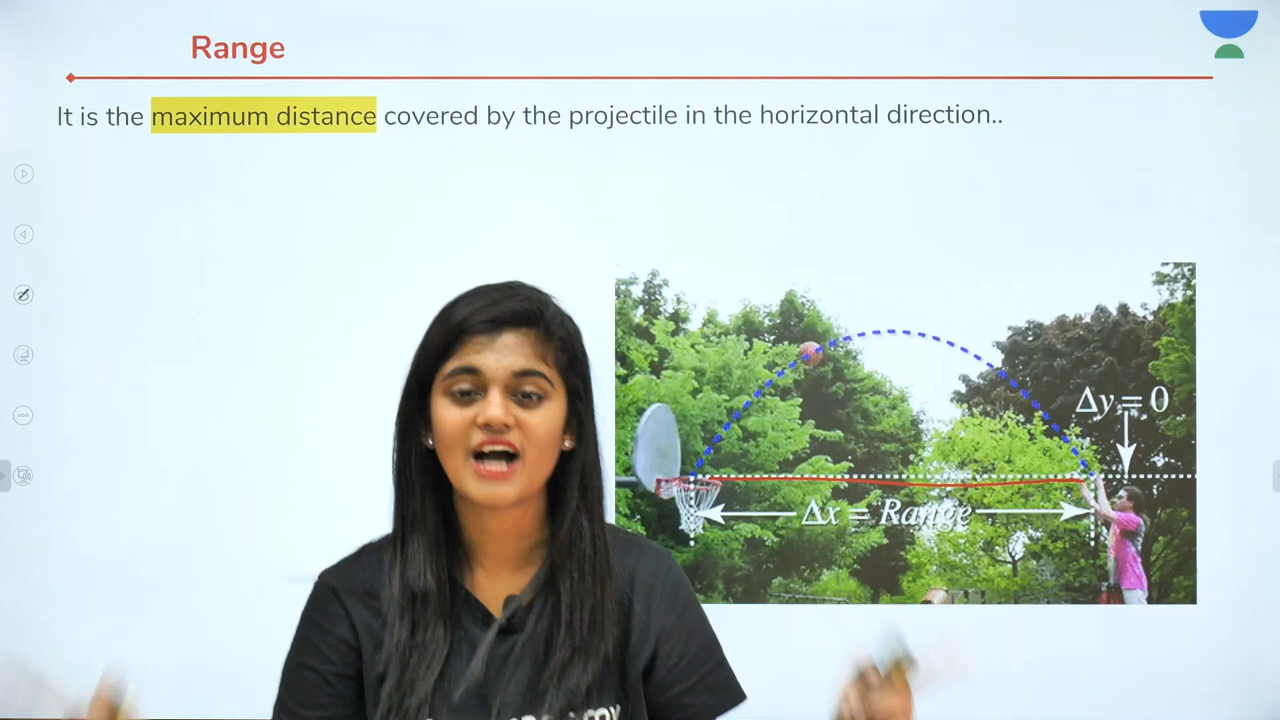 Range
It is the maximum distance covered by the projectile in the horizontal direction..
Δy = 0
Δx = Range